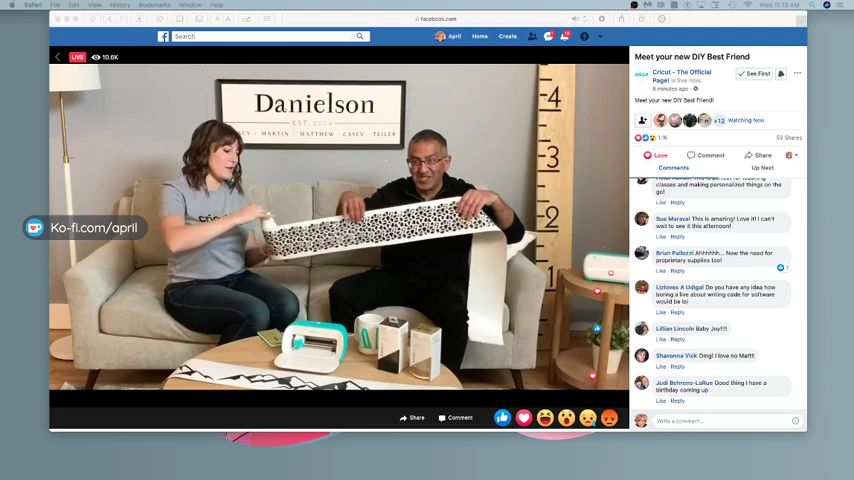 Safari File Edit View History Bookmarks Window Help
Wed 11:13 AM
facebook.com
Search
April Home Create
LIVE 10.6K
Danielson
EST. 2004
CY - MARTIN - MATTHEW - CASEY - TEILER
4
3
2
1
Ko-fi.com/april
Share Comment
Meet your new DIY Best Friend
cricut
Cricut - The Official
Page! is live now.
8 minutes ago
See First
Meet your new DIY Best Friend!
+12 Watching Now
1.1K
59 Shares
Love Comment Share
Comments Up Next
classes and making personalized things on the
go!
Like · Reply
Sue Maraval This is amazing! Love it! I can't
wait to see it this afternoon!
Like · Reply
Brian Pallozzi Ahhhhhh... Now the need for
proprietary supplies too!
2
Like · Reply
Lizloves A Udigal Do you have any idea how
boring a live about writing code for software
would be lol
Like · Reply
Lillian Lincoln Baby Joy!!!!
Like · Reply
Shavonna Vick Omg! I love no Matt!!
Like · Reply
Judi Behrens-LaRue Good thing I have a
birthday coming up
Like · Reply
Write a comment...